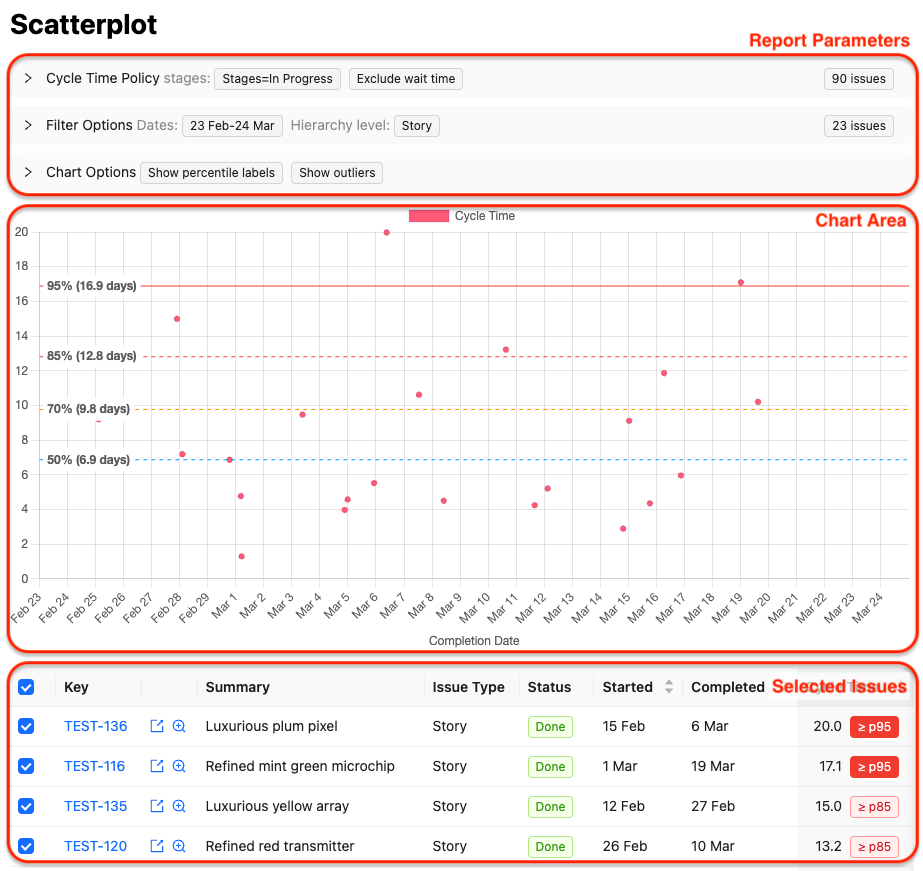 Scatterplot
Report Parameters
Cycle Time Policy stages: Stages=In Progress Exclude wait time 90 issues
Filter Options Dates: 23 Feb-24 Mar Hierarchy level: Story 23 issues
Chart Options Show percentile labels Show outliers
Cycle Time
Chart Area
20
18
95% (16.9 days)
16
14
85% (12.8 days)
12
10
70% (9.8 days)
8
50% (6.9 days)
6
4
2
0
Feb 23 Feb 24 Feb 25 Feb 26 Feb 27 Feb 28 Feb 29 Mar 1 Mar 2 Mar 3 Mar 4 Mar 5 Mar 6 Mar 7 Mar 8 Mar 9 Mar 10 Mar 11 Mar 12 Mar 13 Mar 14 Mar 15 Mar 16 Mar 17 Mar 18 Mar 19 Mar 20 Mar 21 Mar 22 Mar 23 Mar 24
Completion Date
Key Summary Issue Type Status Started Completed Selected Issues
TEST-136 Luxurious plum pixel Story Done 15 Feb 6 Mar 20.0 ≥ p95
TEST-116 Refined mint green microchip Story Done 1 Mar 19 Mar 17.1 ≥ p95
TEST-135 Luxurious yellow array Story Done 12 Feb 27 Feb 15.0 ≥ p85
TEST-120 Refined red transmitter Story Done 26 Feb 10 Mar 13.2 ≥ p85